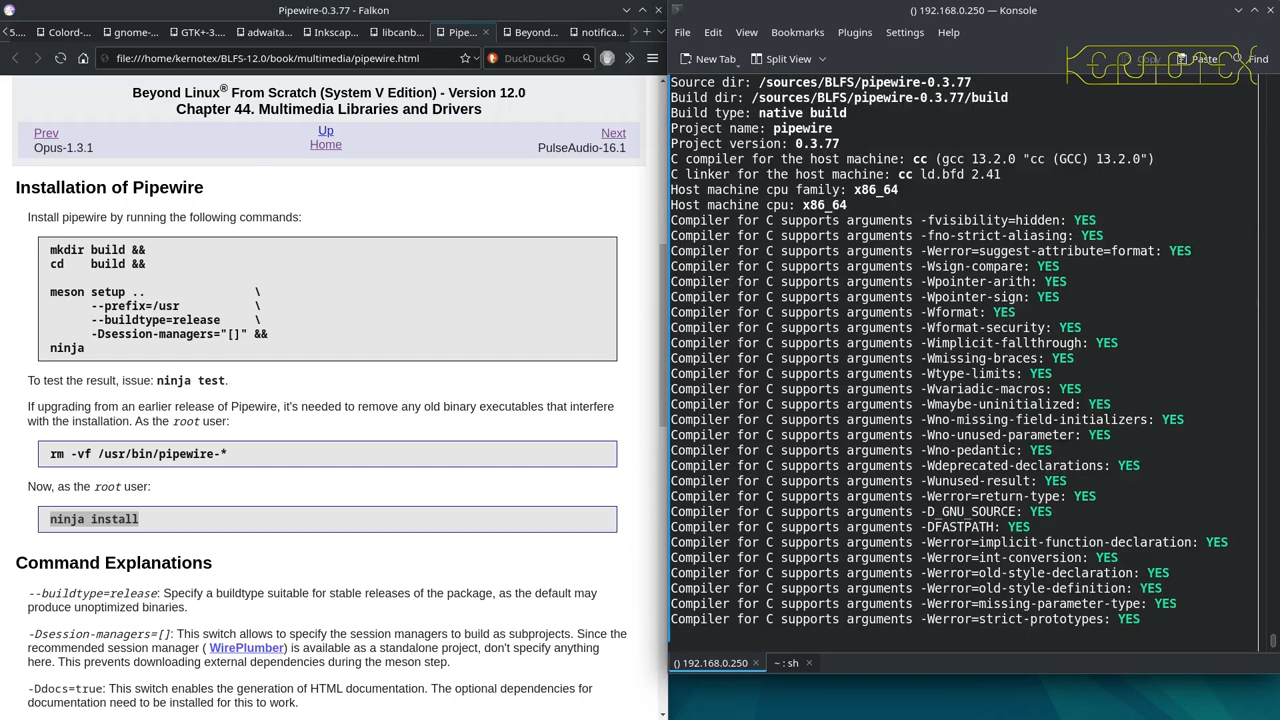 Pipewire-0.3.77 - Falkon
5....
Colord-...
gnome-...
GTK+-3....
adwaita...
Inkscap...
libcanb...
Pipe...
Beyond...
notifica...
file:///home/kernotex/BLFS-12.0/book/multimedia/pipewire.html
DuckDuckGo
Beyond Linux® From Scratch (System V Edition) - Version 12.0
Chapter 44. Multimedia Libraries and Drivers
Prev
Up
Next
Opus-1.3.1
Home
PulseAudio-16.1
Installation of Pipewire
Install pipewire by running the following commands:
mkdir build &&
cd    build &&
meson setup ..               \
--prefix=/usr          \
--buildtype=release    \
-Dsession-managers="[]" &&
ninja
To test the result, issue: ninja test.
If upgrading from an earlier release of Pipewire, it's needed to remove any old binary executables that interfere
with the installation. As the root user:
rm -vf /usr/bin/pipewire-*
Now, as the root user:
ninja install
Command Explanations
--buildtype=release: Specify a buildtype suitable for stable releases of the package, as the default may
produce unoptimized binaries.
-Dsession-managers=[]: This switch allows to specify the session managers to build as subprojects. Since the
recommended session manager ( WirePlumber) is available as a standalone project, don't specify anything
here. This prevents downloading external dependencies during the meson step.
-Ddocs=true: This switch enables the generation of HTML documentation. The optional dependencies for
documentation need to be installed for this to work.
() 192.168.0.250 — Konsole
File Edit View Bookmarks Plugins Settings Help
New Tab
Split View
Copy
Paste
Find
KERNOTEX
Source dir: /sources/BLFS/pipewire-0.3.77
Build dir: /sources/BLFS/pipewire-0.3.77/build
Build type: native build
Project name: pipewire
Project version: 0.3.77
C compiler for the host machine: cc (gcc 13.2.0 "cc (GCC) 13.2.0")
C linker for the host machine: cc ld.bfd 2.41
Host machine cpu family: x86_64
Host machine cpu: x86_64
Compiler for C supports arguments -fvisibility=hidden: YES
Compiler for C supports arguments -fno-strict-aliasing: YES
Compiler for C supports arguments -Werror=suggest-attribute=format: YES
Compiler for C supports arguments -Wsign-compare: YES
Compiler for C supports arguments -Wpointer-arith: YES
Compiler for C supports arguments -Wpointer-sign: YES
Compiler for C supports arguments -Wformat: YES
Compiler for C supports arguments -Wformat-security: YES
Compiler for C supports arguments -Wimplicit-fallthrough: YES
Compiler for C supports arguments -Wmissing-braces: YES
Compiler for C supports arguments -Wtype-limits: YES
Compiler for C supports arguments -Wvariadic-macros: YES
Compiler for C supports arguments -Wmaybe-uninitialized: YES
Compiler for C supports arguments -Wno-missing-field-initializers: YES
Compiler for C supports arguments -Wno-unused-parameter: YES
Compiler for C supports arguments -Wno-pedantic: YES
Compiler for C supports arguments -Wdeprecated-declarations: YES
Compiler for C supports arguments -Wunused-result: YES
Compiler for C supports arguments -Werror=return-type: YES
Compiler for C supports arguments -D_GNU_SOURCE: YES
Compiler for C supports arguments -DFASTPATH: YES
Compiler for C supports arguments -Werror=implicit-function-declaration: YES
Compiler for C supports arguments -Werror=int-conversion: YES
Compiler for C supports arguments -Werror=old-style-declaration: YES
Compiler for C supports arguments -Werror=old-style-definition: YES
Compiler for C supports arguments -Werror=missing-parameter-type: YES
Compiler for C supports arguments -Werror=strict-prototypes: YES
() 192.168.0.250
~ : sh